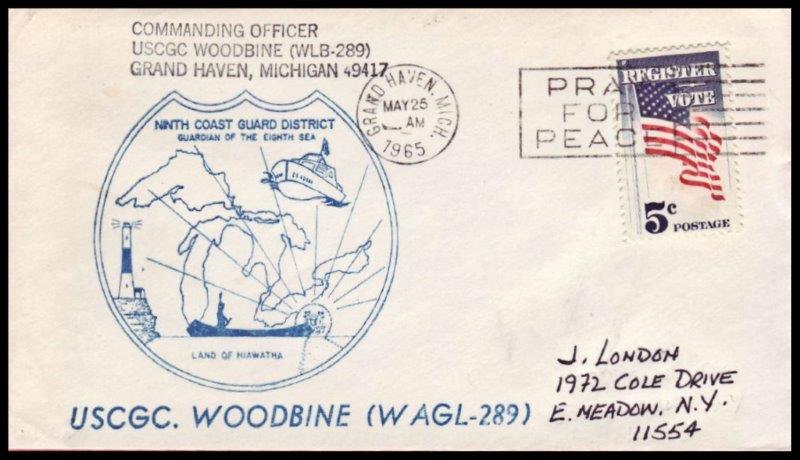 COMMANDING OFFICER
USCGC WOODBINE (WLB-289)
GRAND HAVEN, MICHIGAN 49417
GRAND HAVEN, MICH.
MAY 25
AM
1965
PRA
FOR
PEACE
REGISTER
VOTE
5c
POSTAGE
NINTH COAST GUARD DISTRICT
GUARDIAN OF THE EIGHTH SEA
LAND OF HIAWATHA
USCGC. WOODBINE (WAGL-289)
J. LONDON
1972 COLE DRIVE
E. MEADOW, N.Y.
11554